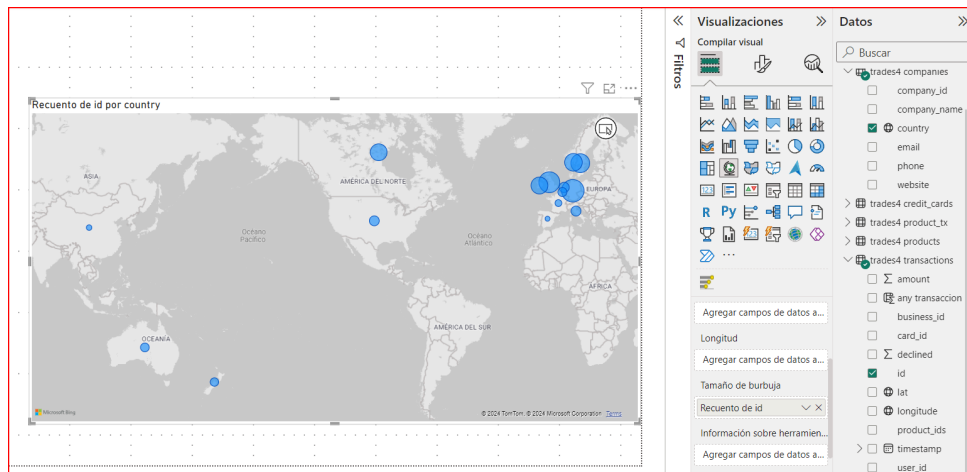 Recuento de id por country
ASIA
AMÉRICA DEL NORTE
EUROPA
Océano
Pacífico
Océano
Atlántico
ÁFRICA
OCEANÍA
AMÉRICA DEL SUR
Microsoft Bing
© 2024 TomTom, © 2024 Microsoft Corporation Terms
Filtros
Visualizaciones
Compilar visual
123
R Py
123
Agregar campos de datos a...
Longitud
Agregar campos de datos a...
Tamaño de burbuja
Recuento de id
Información sobre herramien...
Agregar campos de datos a...
Datos
Buscar
trades4 companies
company_id
company_name
country
email
phone
website
trades4 credit_cards
trades4 product_tx
trades4 products
trades4 transactions
amount
any transaccion
business_id
card_id
declined
id
lat
longitude
product_ids
timestamp
user_id